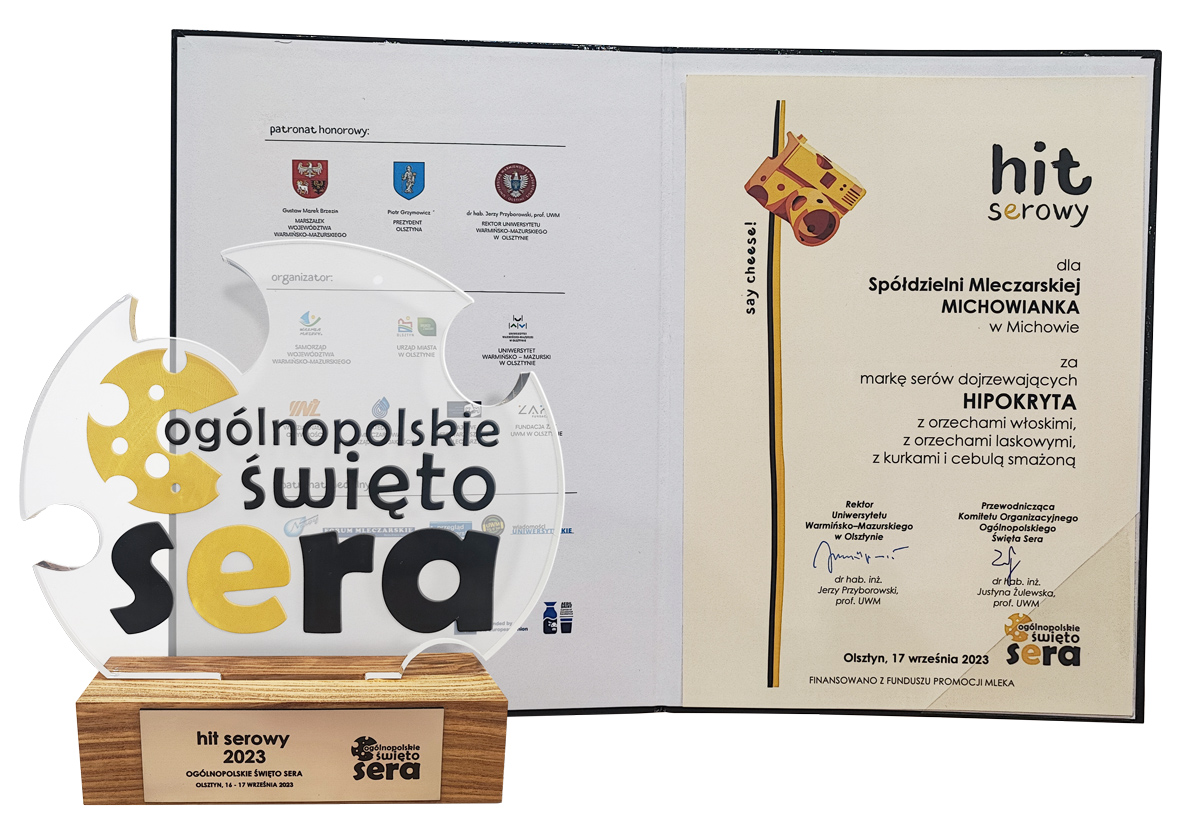 patronat honorowy:
Gustaw Marek Brzezin
MARSZAŁEK
WOJEWÓDZTWA
WARMIŃSKO-MAZURSKIEGO
Piotr Grzymowicz
PREZYDENT
OLSZTYNA
dr hab. Jerzy Przyborowski, prof. UWM
REKTOR UNIWERSYTETU
WARMIŃSKO-MAZURSKIEGO
W OLSZTYNIE
organizator:
SAMORZĄD
WOJEWÓDZTWA
WARMIŃSKO-MAZURSKIEGO
URZĄD MIASTA
W OLSZTYNIE
UNIWERSYTET
WARMIŃSKO – MAZURSKI
W OLSZTYNIE
FUNDACJA ŻAK
UWM W OLSZTYNIE
FORUM MLECZARSKIE
wiadomości
UNIWERSYTECKIE
ogólnopolskie
święto
sera
hit serowy
2023
OGÓLNOPOLSKIE ŚWIĘTO SERA
OLSZTYN, 16 - 17 WRZEŚNIA 2023
ogólnopolskie
święto
sera
say cheese!
hit
serowy
dla
Spółdzielni Mleczarskiej
MICHOWIANKA
w Michowie
za
markę serów dojrzewających
HIPOKRYTA
z orzechami włoskimi,
z orzechami laskowymi,
z kurkami i cebulą smażoną
Rektor
Uniwersytetu
Warmińsko–Mazurskiego
w Olsztynie
dr hab. inż.
Jerzy Przyborowski,
prof. UWM
Przewodnicząca
Komitetu Organizacyjnego
Ogólnopolskiego
Święta Sera
dr hab. inż.
Justyna Żulewska,
prof. UWM
ogólnopolskie
święto
sera
Olsztyn, 17 września 2023
FINANSOWANO Z FUNDUSZU PROMOCJI MLEKA